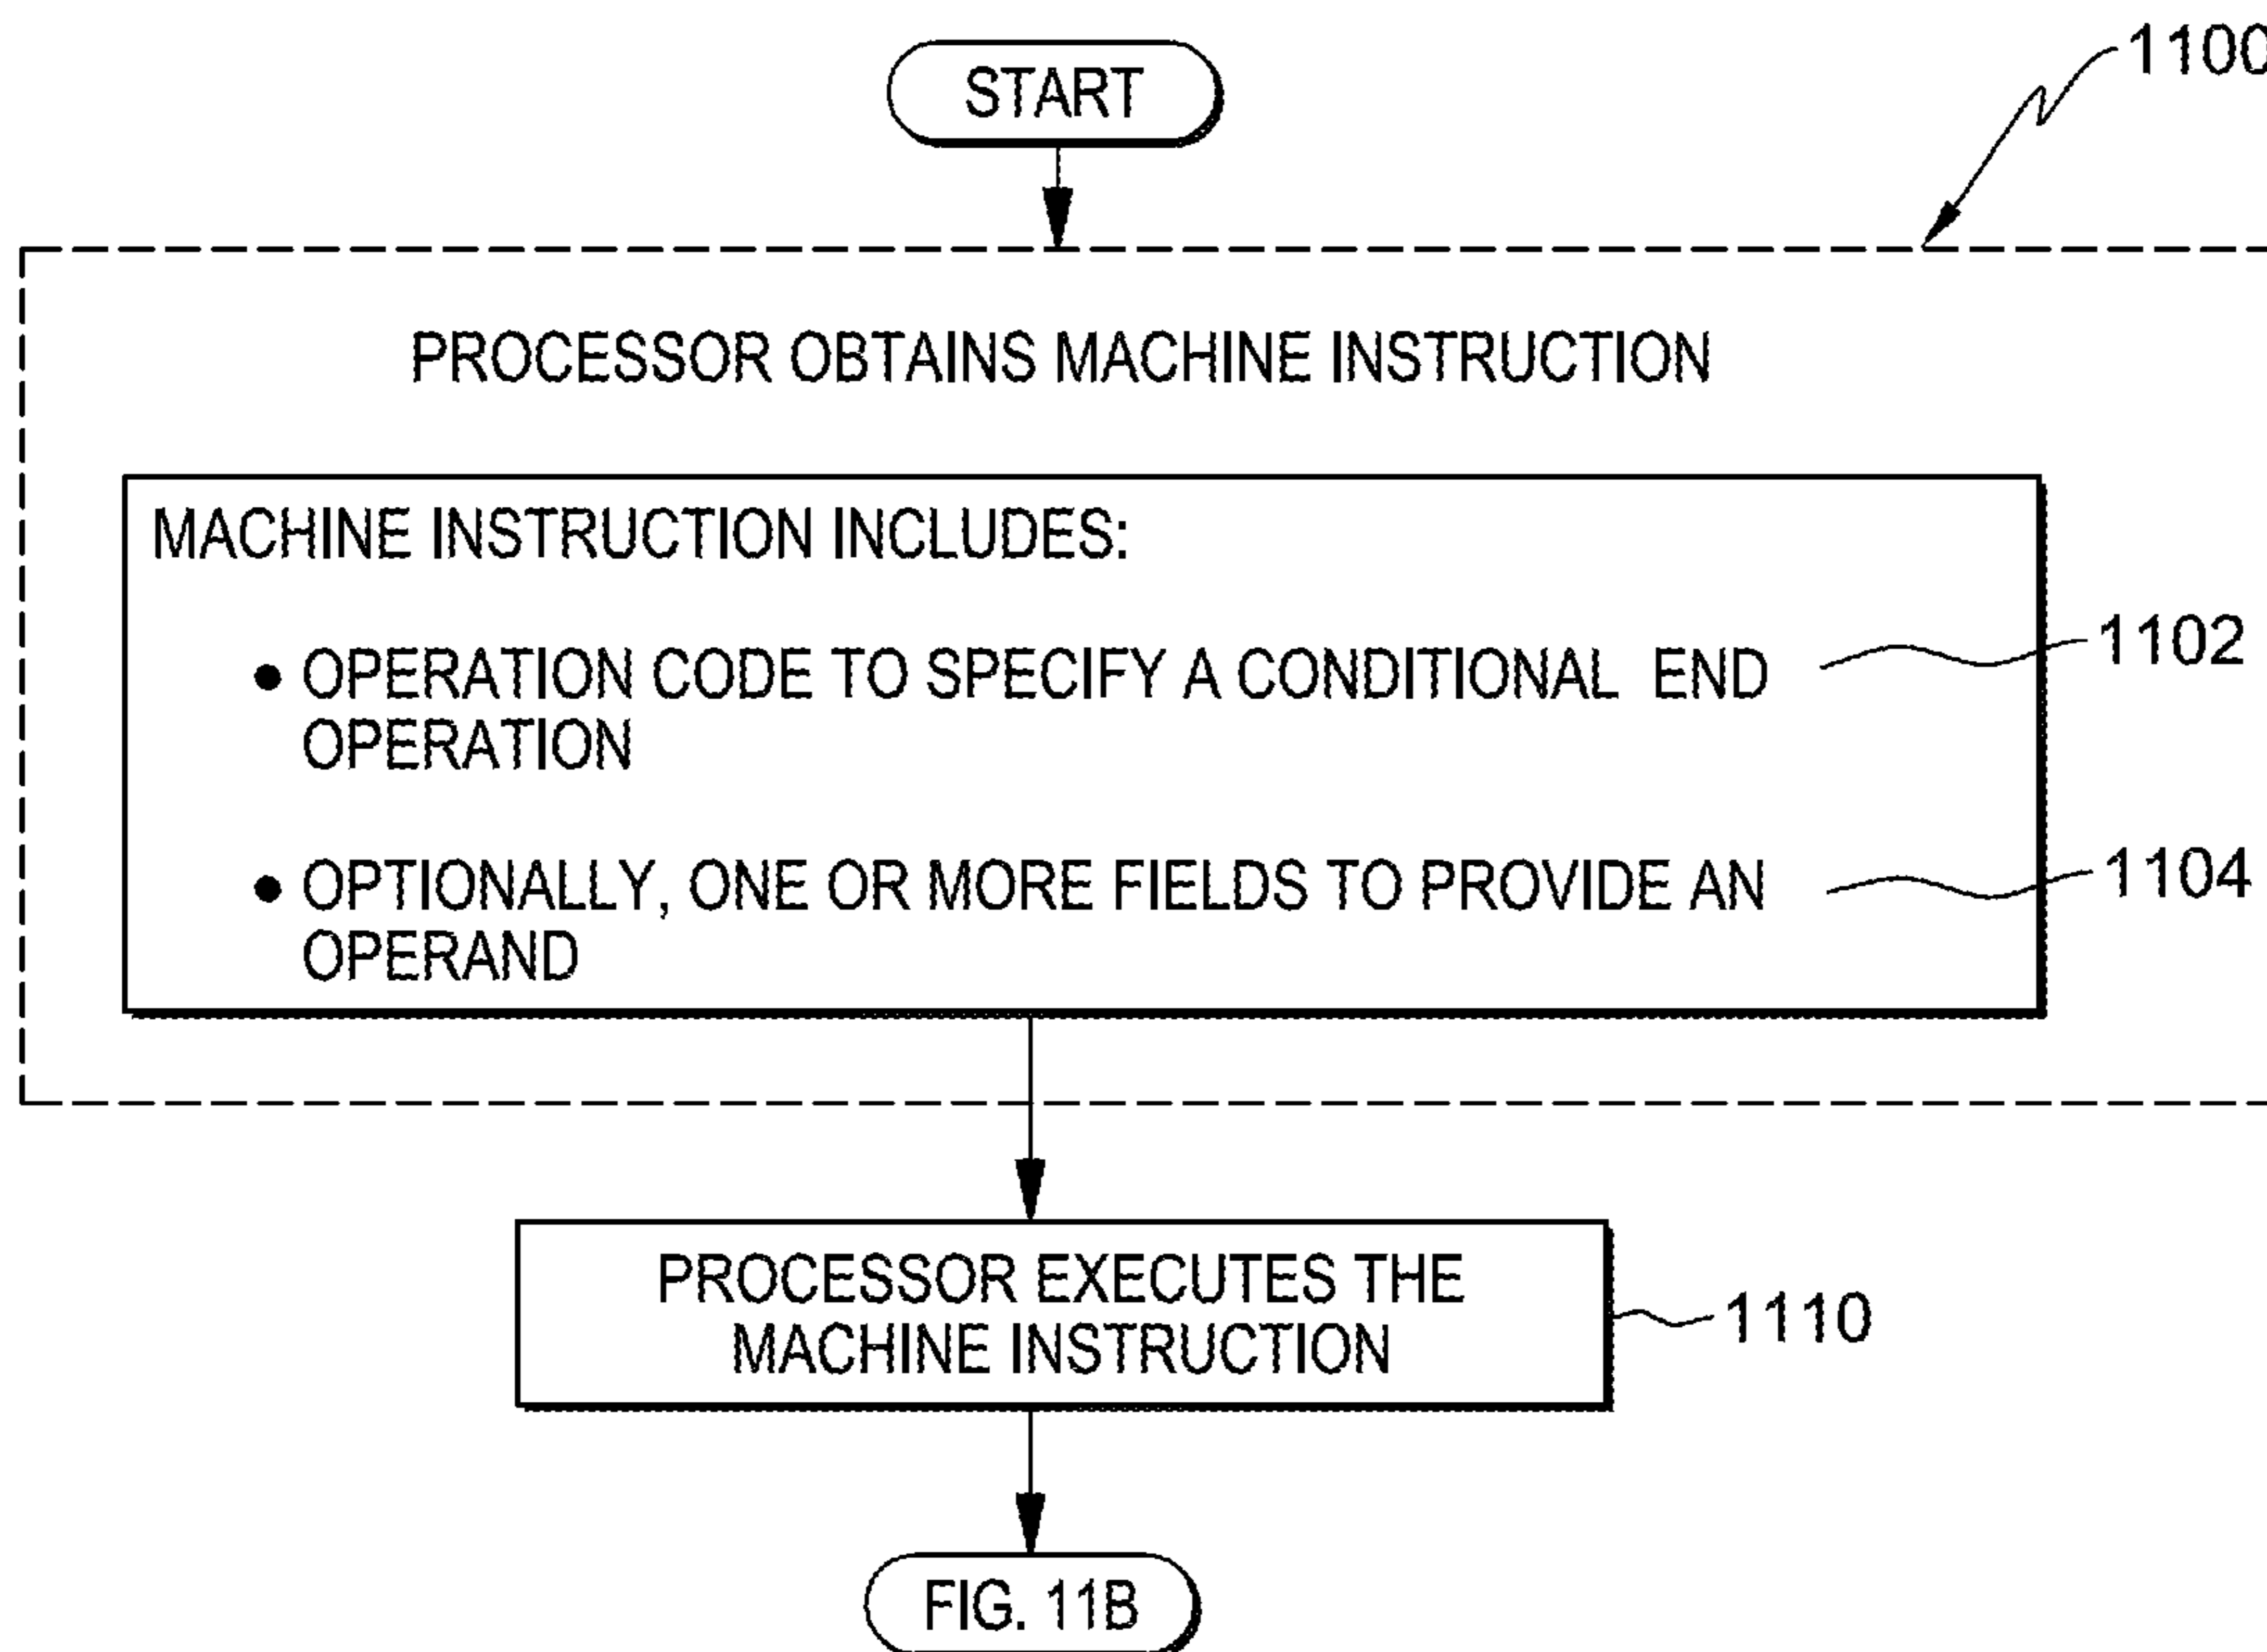 START
1100
PROCESSOR OBTAINS MACHINE INSTRUCTION
MACHINE INSTRUCTION INCLUDES:
• OPERATION CODE TO SPECIFY A CONDITIONAL END
OPERATION
1102
• OPTIONALLY, ONE OR MORE FIELDS TO PROVIDE AN
OPERAND
1104
PROCESSOR EXECUTES THE
MACHINE INSTRUCTION
1110
FIG. 11B